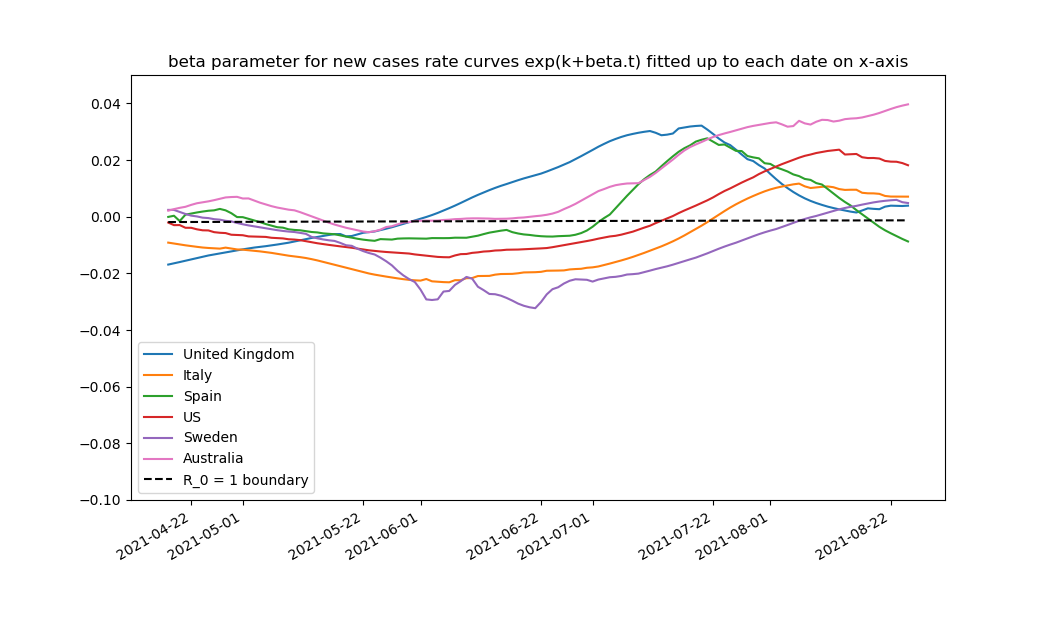 beta parameter for new cases rate curves exp(k+beta.t) fitted up to each date on x-axis
0.04
0.02
0.00
−0.02
−0.04
−0.06
−0.08
−0.10
United Kingdom
Italy
Spain
US
Sweden
Australia
R_0 = 1 boundary
2021-04-22
2021-05-01
2021-05-22
2021-06-01
2021-06-22
2021-07-01
2021-07-22
2021-08-01
2021-08-22